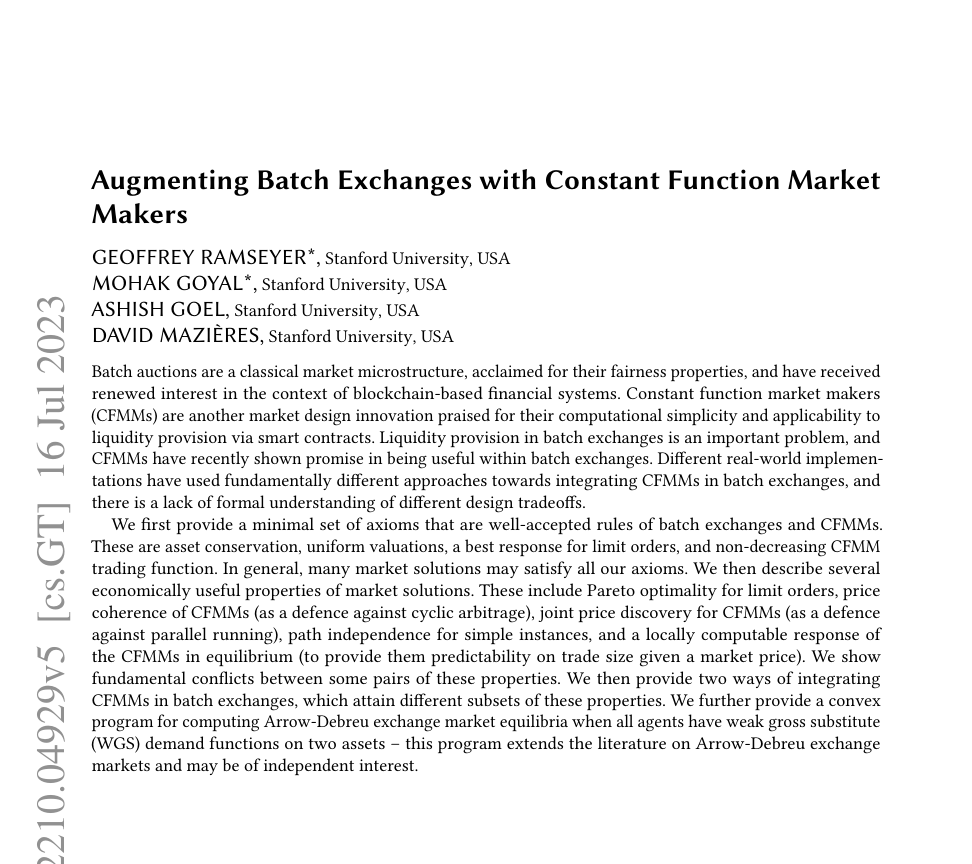 Augmenting Batch Exchanges with Constant Function Market
Makers
GEOFFREY RAMSEYER*, Stanford University, USA
MOHAK GOYAL*, Stanford University, USA
ASHISH GOEL, Stanford University, USA
DAVID MAZIÈRES, Stanford University, USA
Batch auctions are a classical market microstructure, acclaimed for their fairness properties, and have received
renewed interest in the context of blockchain-based financial systems. Constant function market makers
(CFMMs) are another market design innovation praised for their computational simplicity and applicability to
liquidity provision via smart contracts. Liquidity provision in batch exchanges is an important problem, and
CFMMs have recently shown promise in being useful within batch exchanges. Different real-world implemen-
tations have used fundamentally different approaches towards integrating CFMMs in batch exchanges, and
there is a lack of formal understanding of different design tradeoffs.
We first provide a minimal set of axioms that are well-accepted rules of batch exchanges and CFMMs.
These are asset conservation, uniform valuations, a best response for limit orders, and non-decreasing CFMM
trading function. In general, many market solutions may satisfy all our axioms. We then describe several
economically useful properties of market solutions. These include Pareto optimality for limit orders, price
coherence of CFMMs (as a defence against cyclic arbitrage), joint price discovery for CFMMs (as a defence
against parallel running), path independence for simple instances, and a locally computable response of
the CFMMs in equilibrium (to provide them predictability on trade size given a market price). We show
fundamental conflicts between some pairs of these properties. We then provide two ways of integrating
CFMMs in batch exchanges, which attain different subsets of these properties. We further provide a convex
program for computing Arrow-Debreu exchange market equilibria when all agents have weak gross substitute
(WGS) demand functions on two assets – this program extends the literature on Arrow-Debreu exchange
markets and may be of independent interest.
2210.04929v5 [cs.GT] 16 Jul 2023